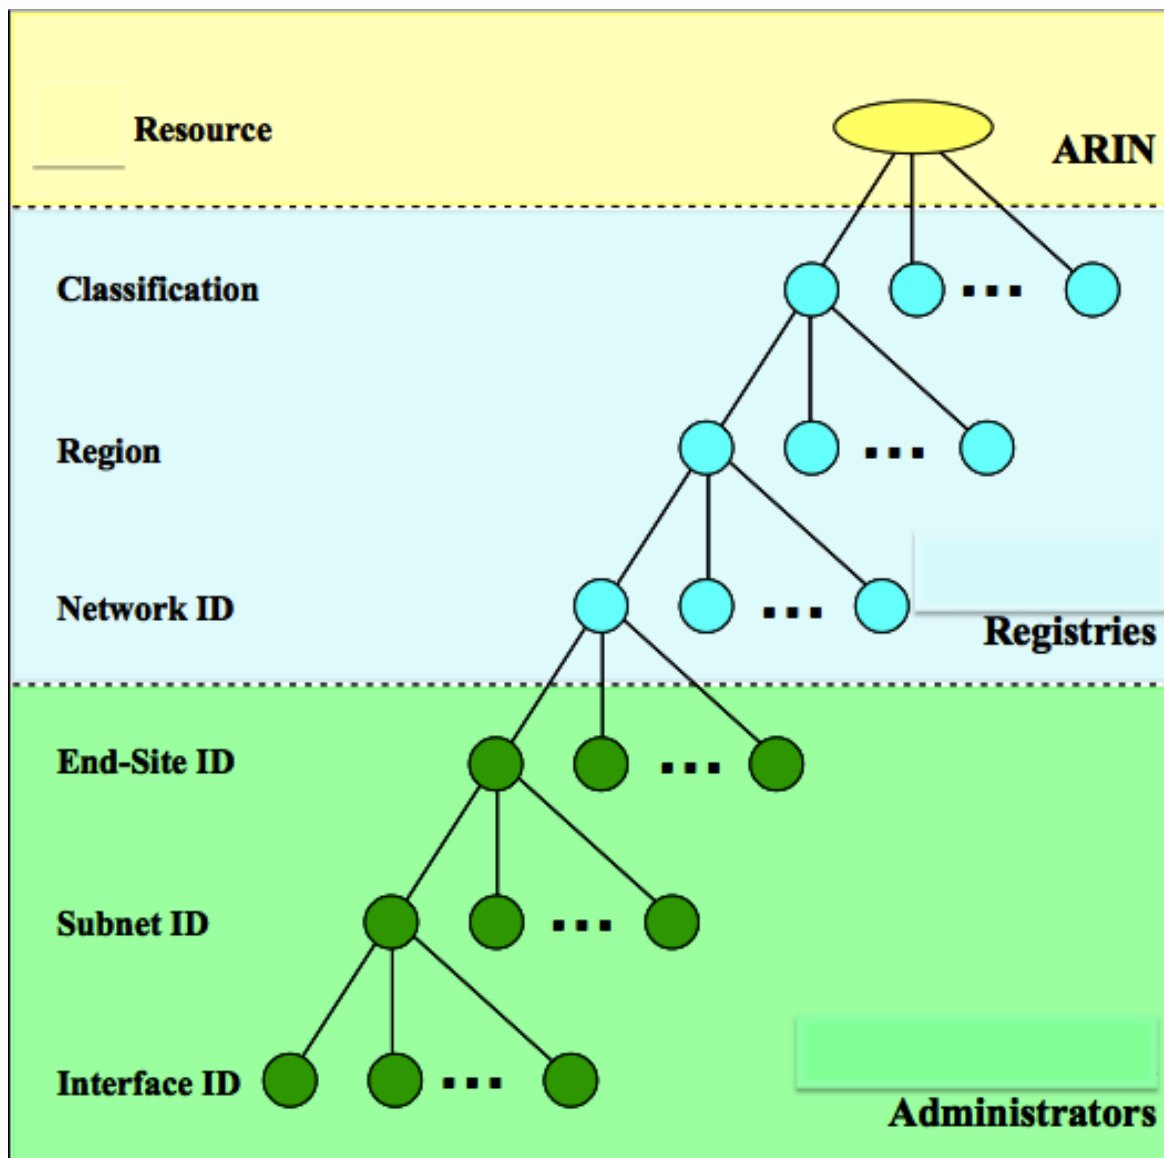 Resource
ARIN
Classification
...
Region
...
Network ID
...
Registries
End-Site ID
...
Subnet ID
...
Interface ID
...
Administrators